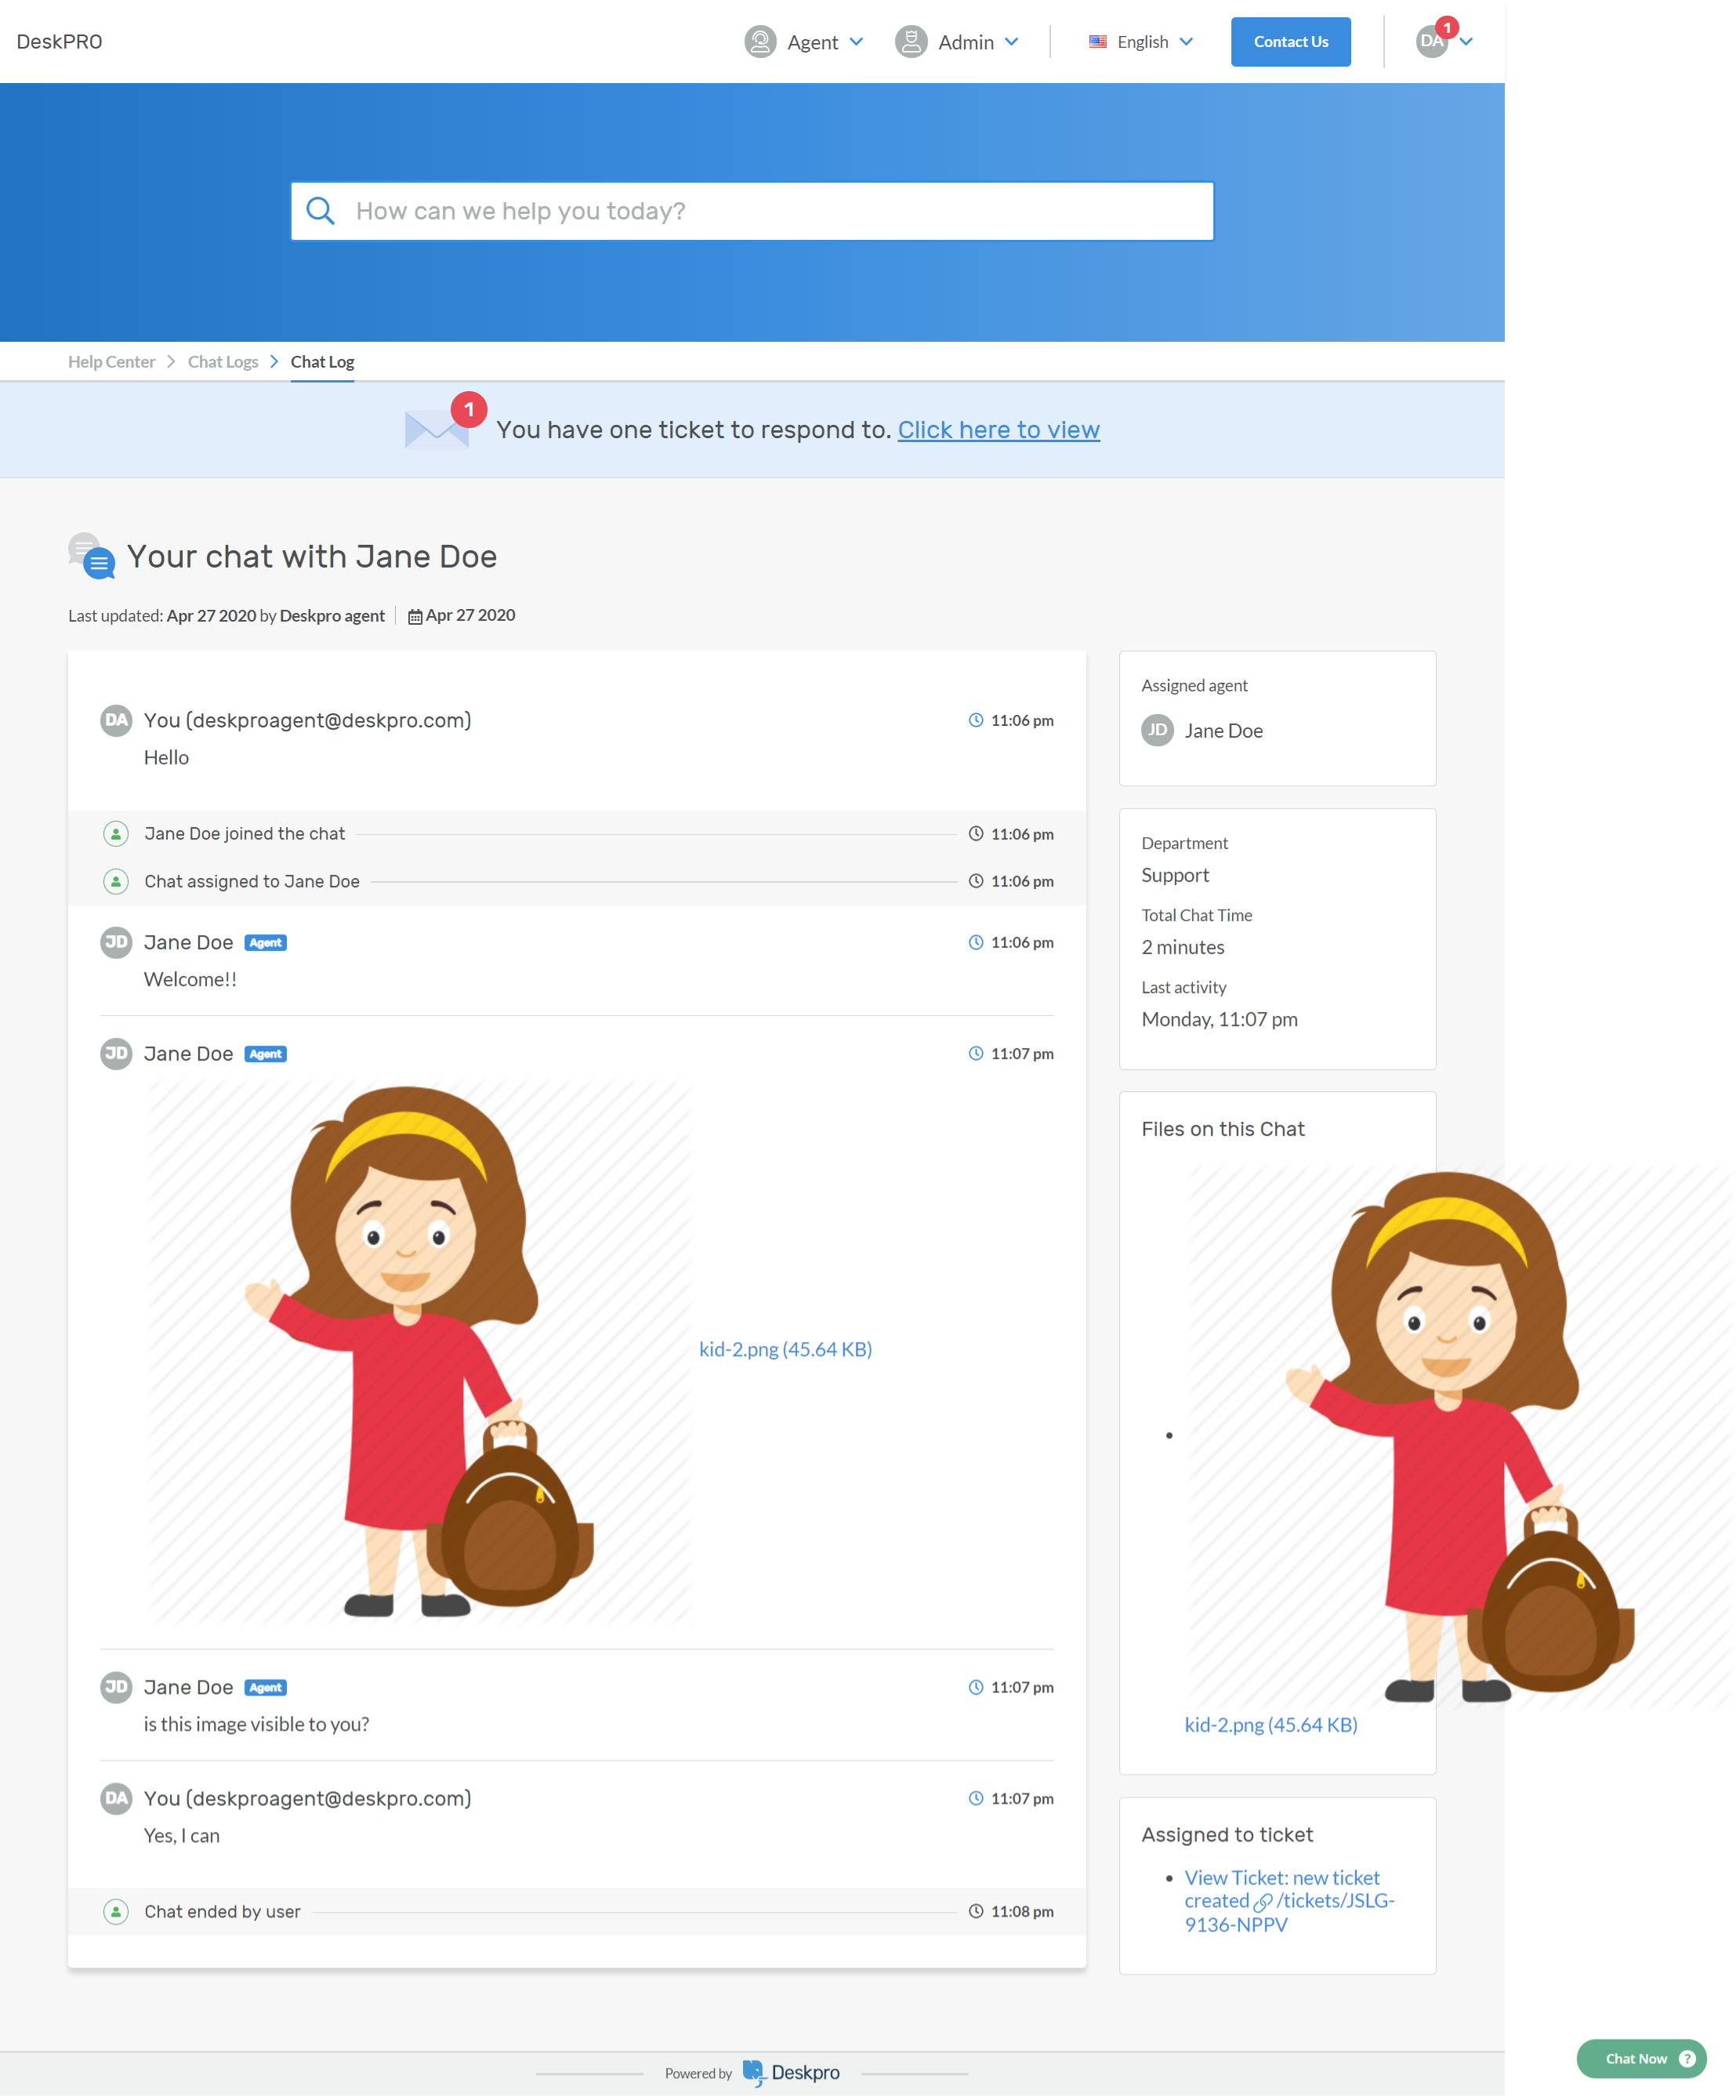 DeskPRO
Agent
Admin
English
Contact Us
DA
1
How can we help you today?
Help Center
Chat Logs
Chat Log
1
You have one ticket to respond to. Click here to view
Your chat with Jane Doe
Last updated: Apr 27 2020 by Deskpro agent
Apr 27 2020
DA
You (deskproagent@deskpro.com)
11:06 pm
Hello
Jane Doe joined the chat
11:06 pm
Chat assigned to Jane Doe
11:06 pm
JD
Jane Doe
Agent
11:06 pm
Welcome!!
JD
Jane Doe
Agent
11:07 pm
kid-2.png (45.64 KB)
JD
Jane Doe
Agent
11:07 pm
is this image visible to you?
DA
You (deskproagent@deskpro.com)
11:07 pm
Yes, I can
Chat ended by user
11:08 pm
Assigned agent
JD
Jane Doe
Department
Support
Total Chat Time
2 minutes
Last activity
Monday, 11:07 pm
Files on this Chat
kid-2.png (45.64 KB)
Assigned to ticket
View Ticket: new ticket
created /tickets/JSLG-
9136-NPPV
Powered by
Deskpro
Chat Now ?